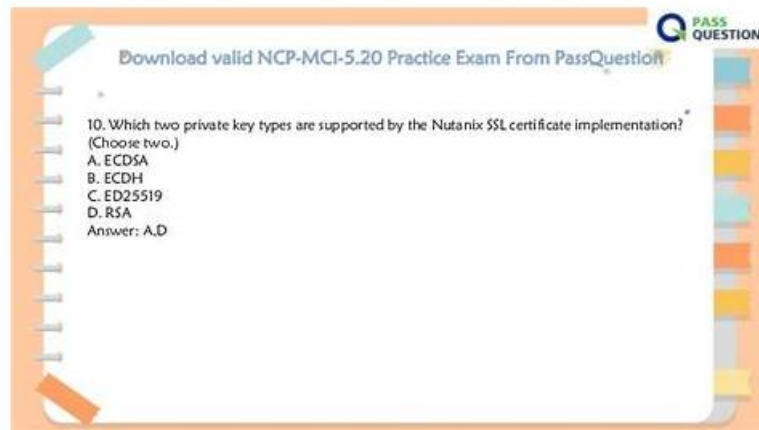 PASS
QUESTION
Download valid NCP-MCI-5.20 Practice Exam From PassQuestion
10. Which two private key types are supported by the Nutanix SSL certificate implementation?
(Choose two.)
A. ECDSA
B. ECDH
C. ED25519
D. RSA
Answer: A,D